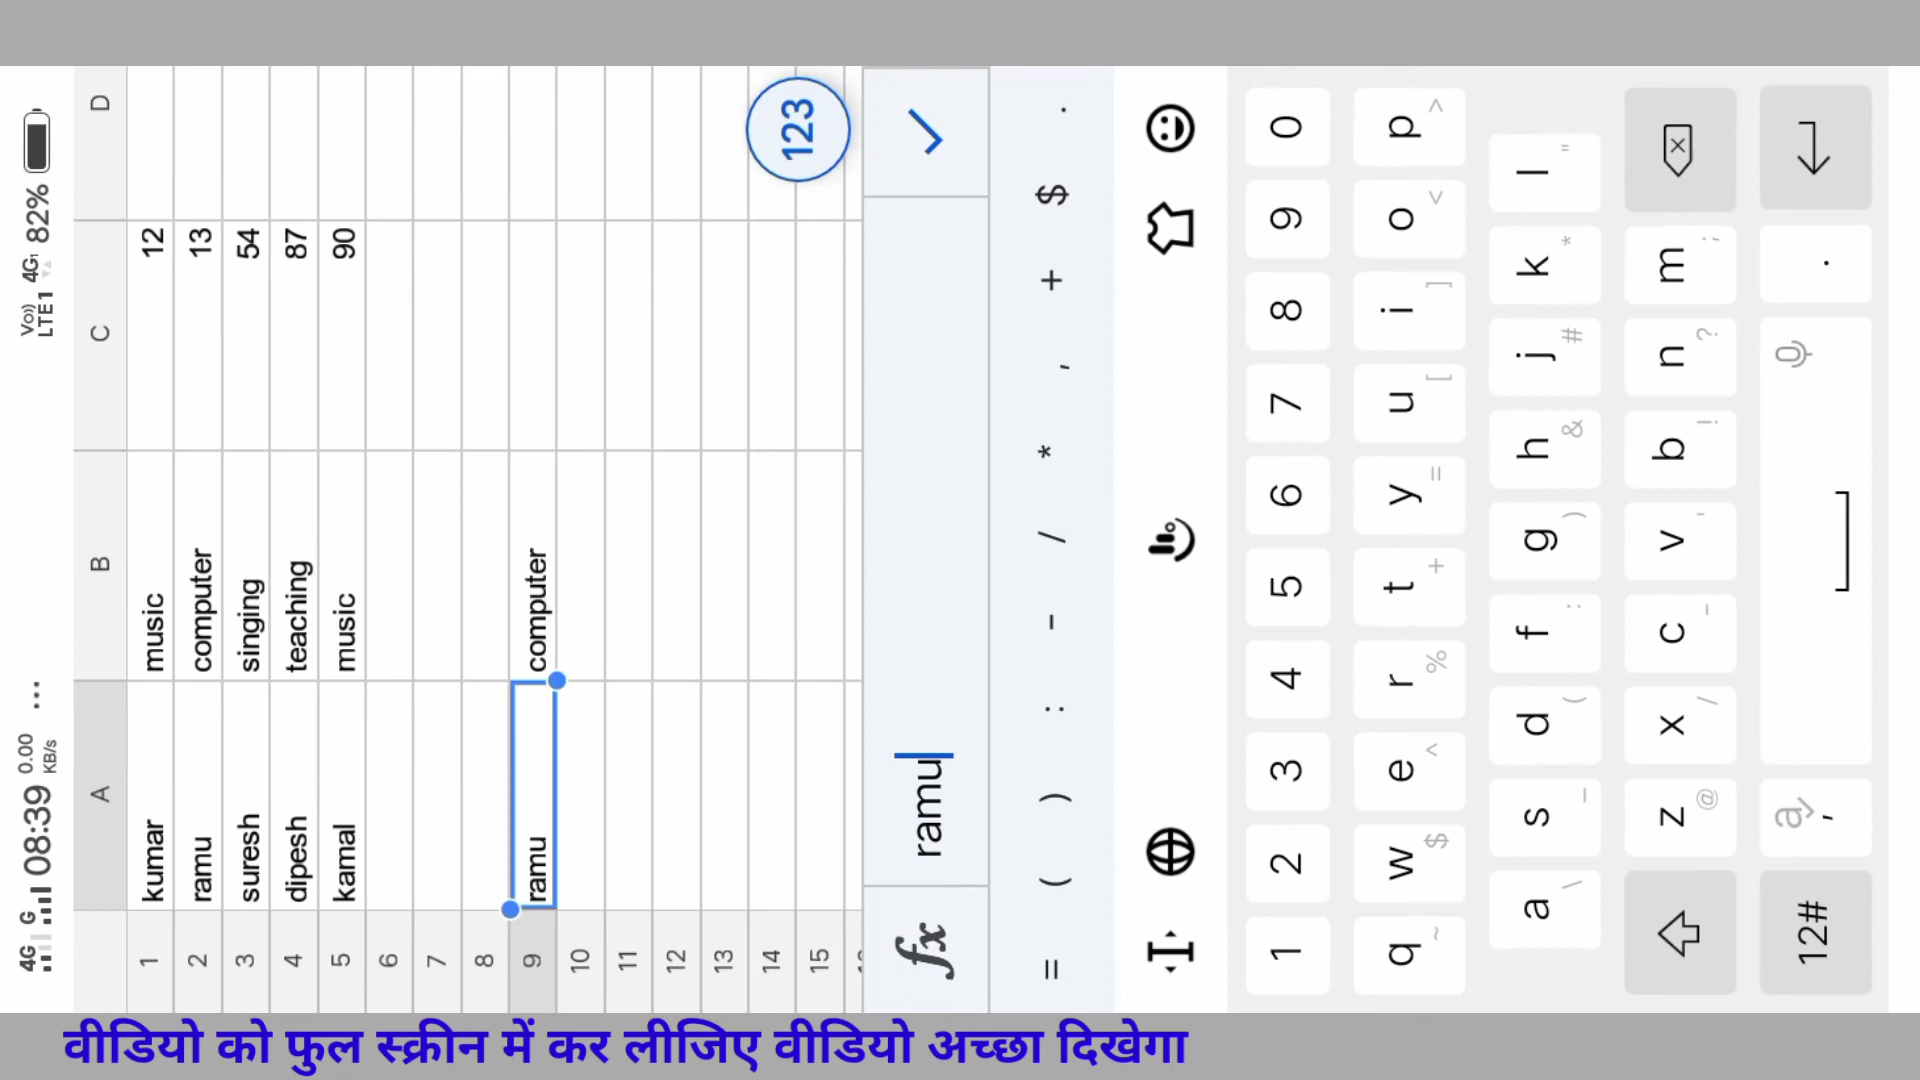 4G G 08:39 0.00 KB/s ... Vo)) LTE1 4G 82%
A B C D
1 kumar music 12
2 ramu computer 13
3 suresh singing 54
4 dipesh teaching 87
5 kamal music 90
6
7
8
9 ramu computer
10
11
12
13
14
15
123
fx ramu
= ( ) : - / * , + $ .
1 2 3 4 5 6 7 8 9 0
q ~ w $ e ^ r % t + y = u [ i ] o < p >
a \ s _ d ( f : g ) h & j # k * l "
z @ x / c - v ' b ! n ? m ;
12# a , .
वीडियो को फुल स्क्रीन में कर लीजिए वीडियो अच्छा दिखेगा